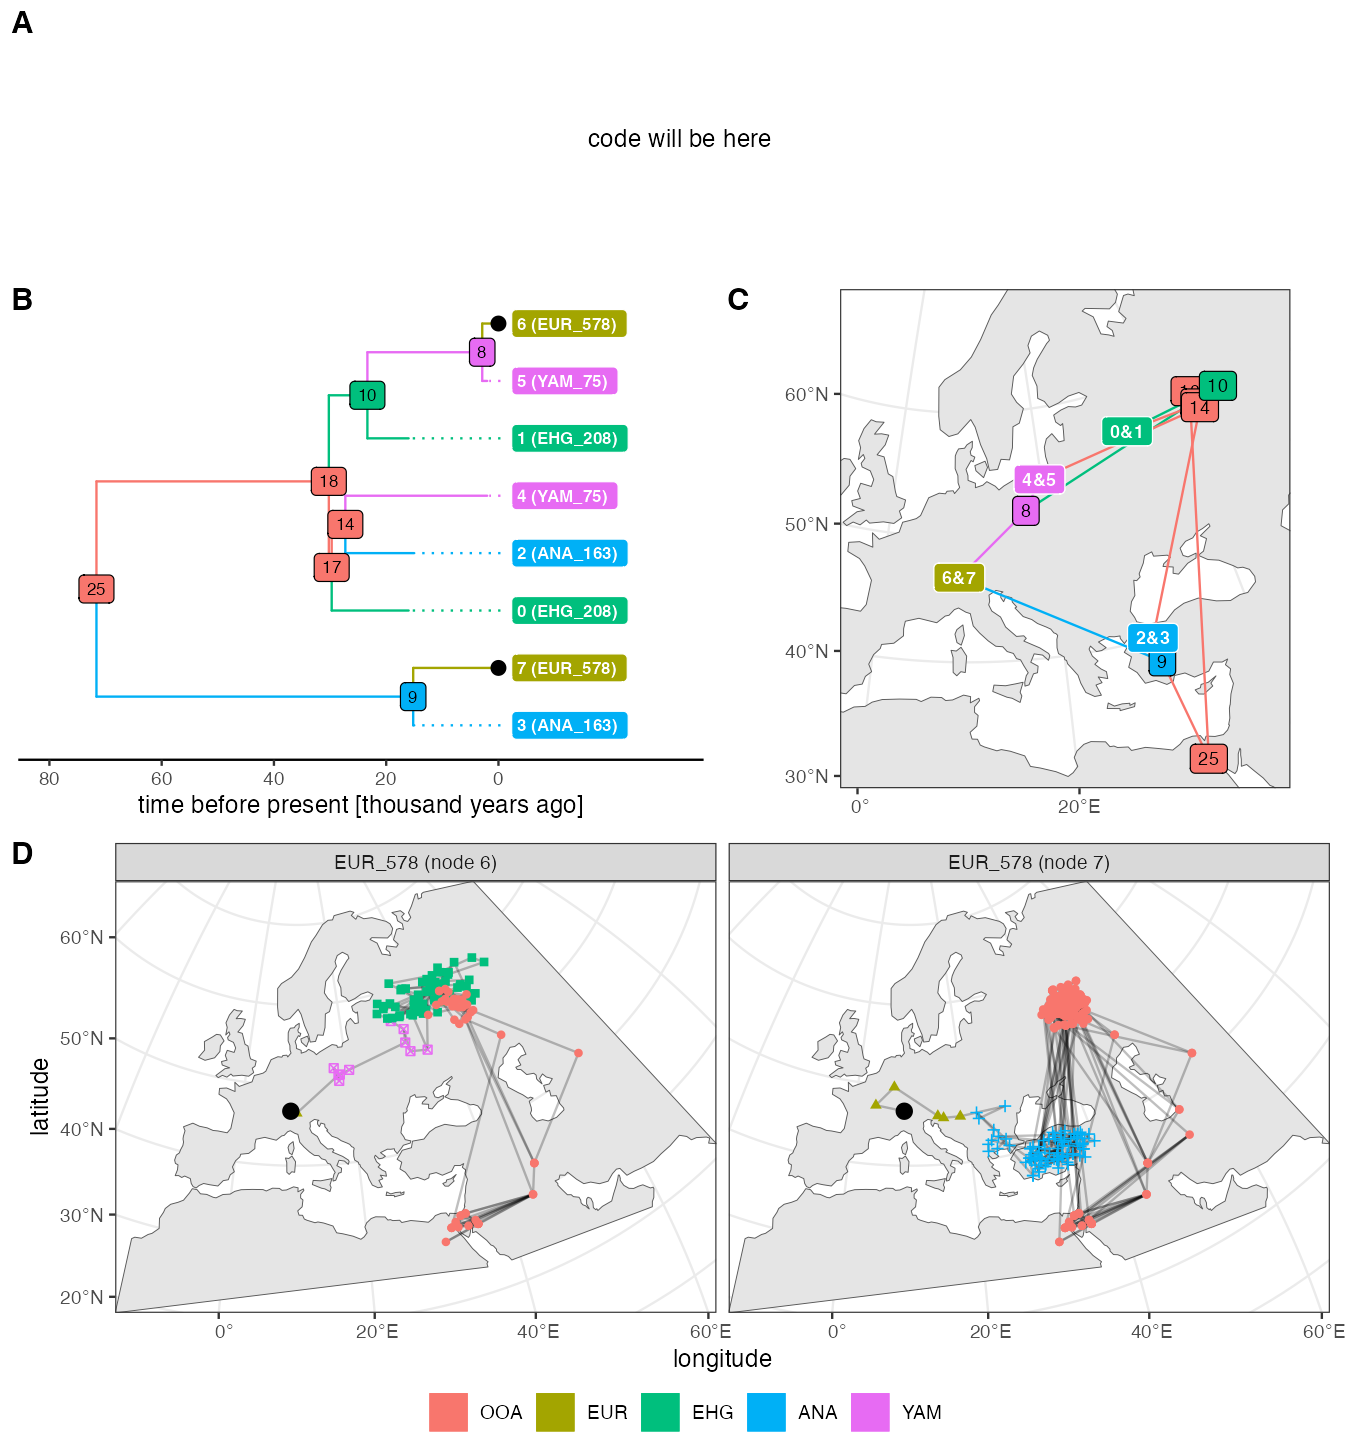 A
code will be here
B
6 (EUR_578)
8
5 (YAM_75)
10
1 (EHG_208)
18
4 (YAM_75)
14
2 (ANA_163)
17
25
0 (EHG_208)
7 (EUR_578)
9
3 (ANA_163)
80 60 40 20 0
time before present [thousand years ago]
C
60°N
50°N
40°N
30°N
10
14
0&1
4&5
8
6&7
2&3
9
25
0° 20°E
D
EUR_578 (node 6) EUR_578 (node 7)
60°N
50°N
40°N
30°N
20°N
latitude
0° 20°E 40°E 60°E 0° 20°E 40°E 60°E
longitude
OOA EUR EHG ANA YAM